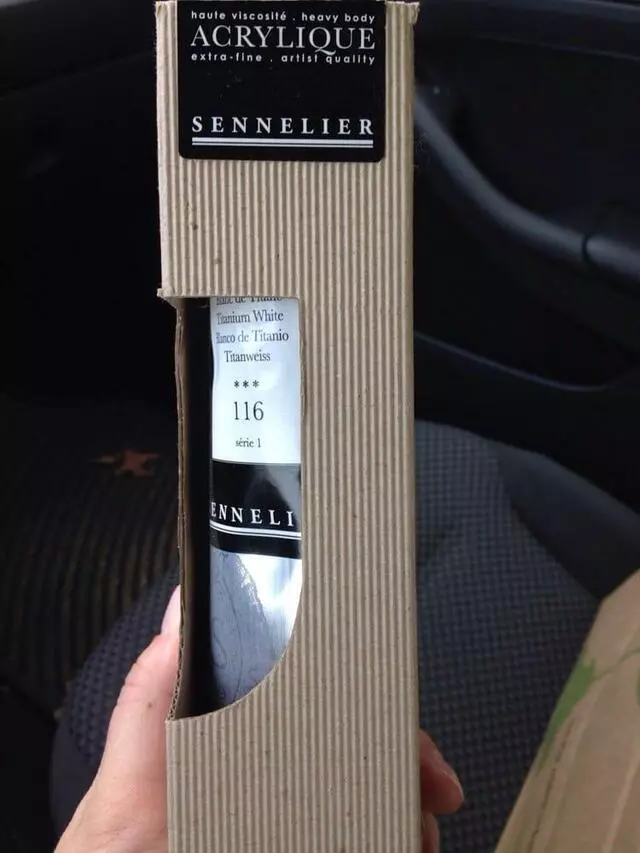 haute viscosité . heavy body
ACRYLIQUE
extra-fine . artist quality
SENNELIER
Titanium White
lanco de Titanio
Titanweiss
***
116
série 1
ENNELI